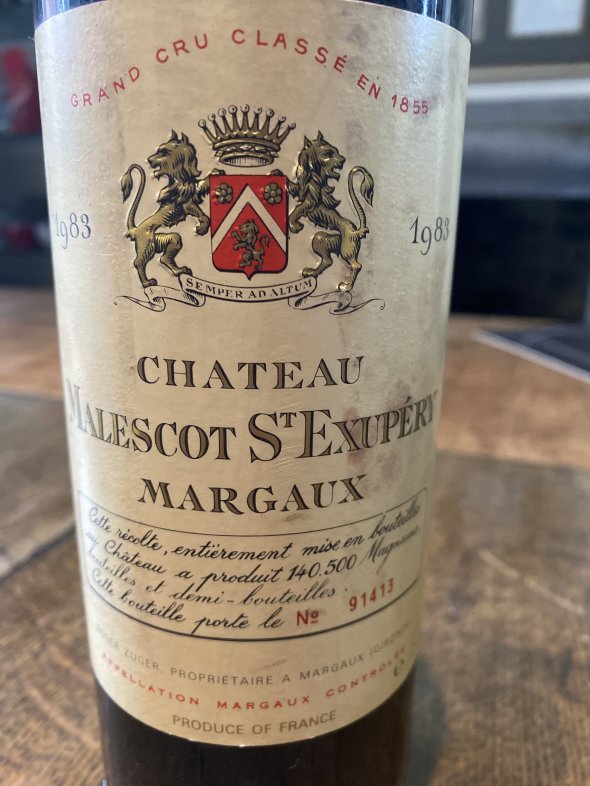 GRAND CRU CLASSÉ EN 1855
1983 1983
SEMPER AD ALTUM
CHATEAU
MALESCOT ST EXUPÉRY
MARGAUX
Cette récolte, entièrement mise en bouteilles
au Château a produit 140.500 Magnums,
bouteilles et demi-bouteilles :
Cette bouteille porte le Nº 91413
ZUGER, PROPRIÉTAIRE A MARGAUX
APPELLATION MARGAUX CONTROLÉE
PRODUCE OF FRANCE